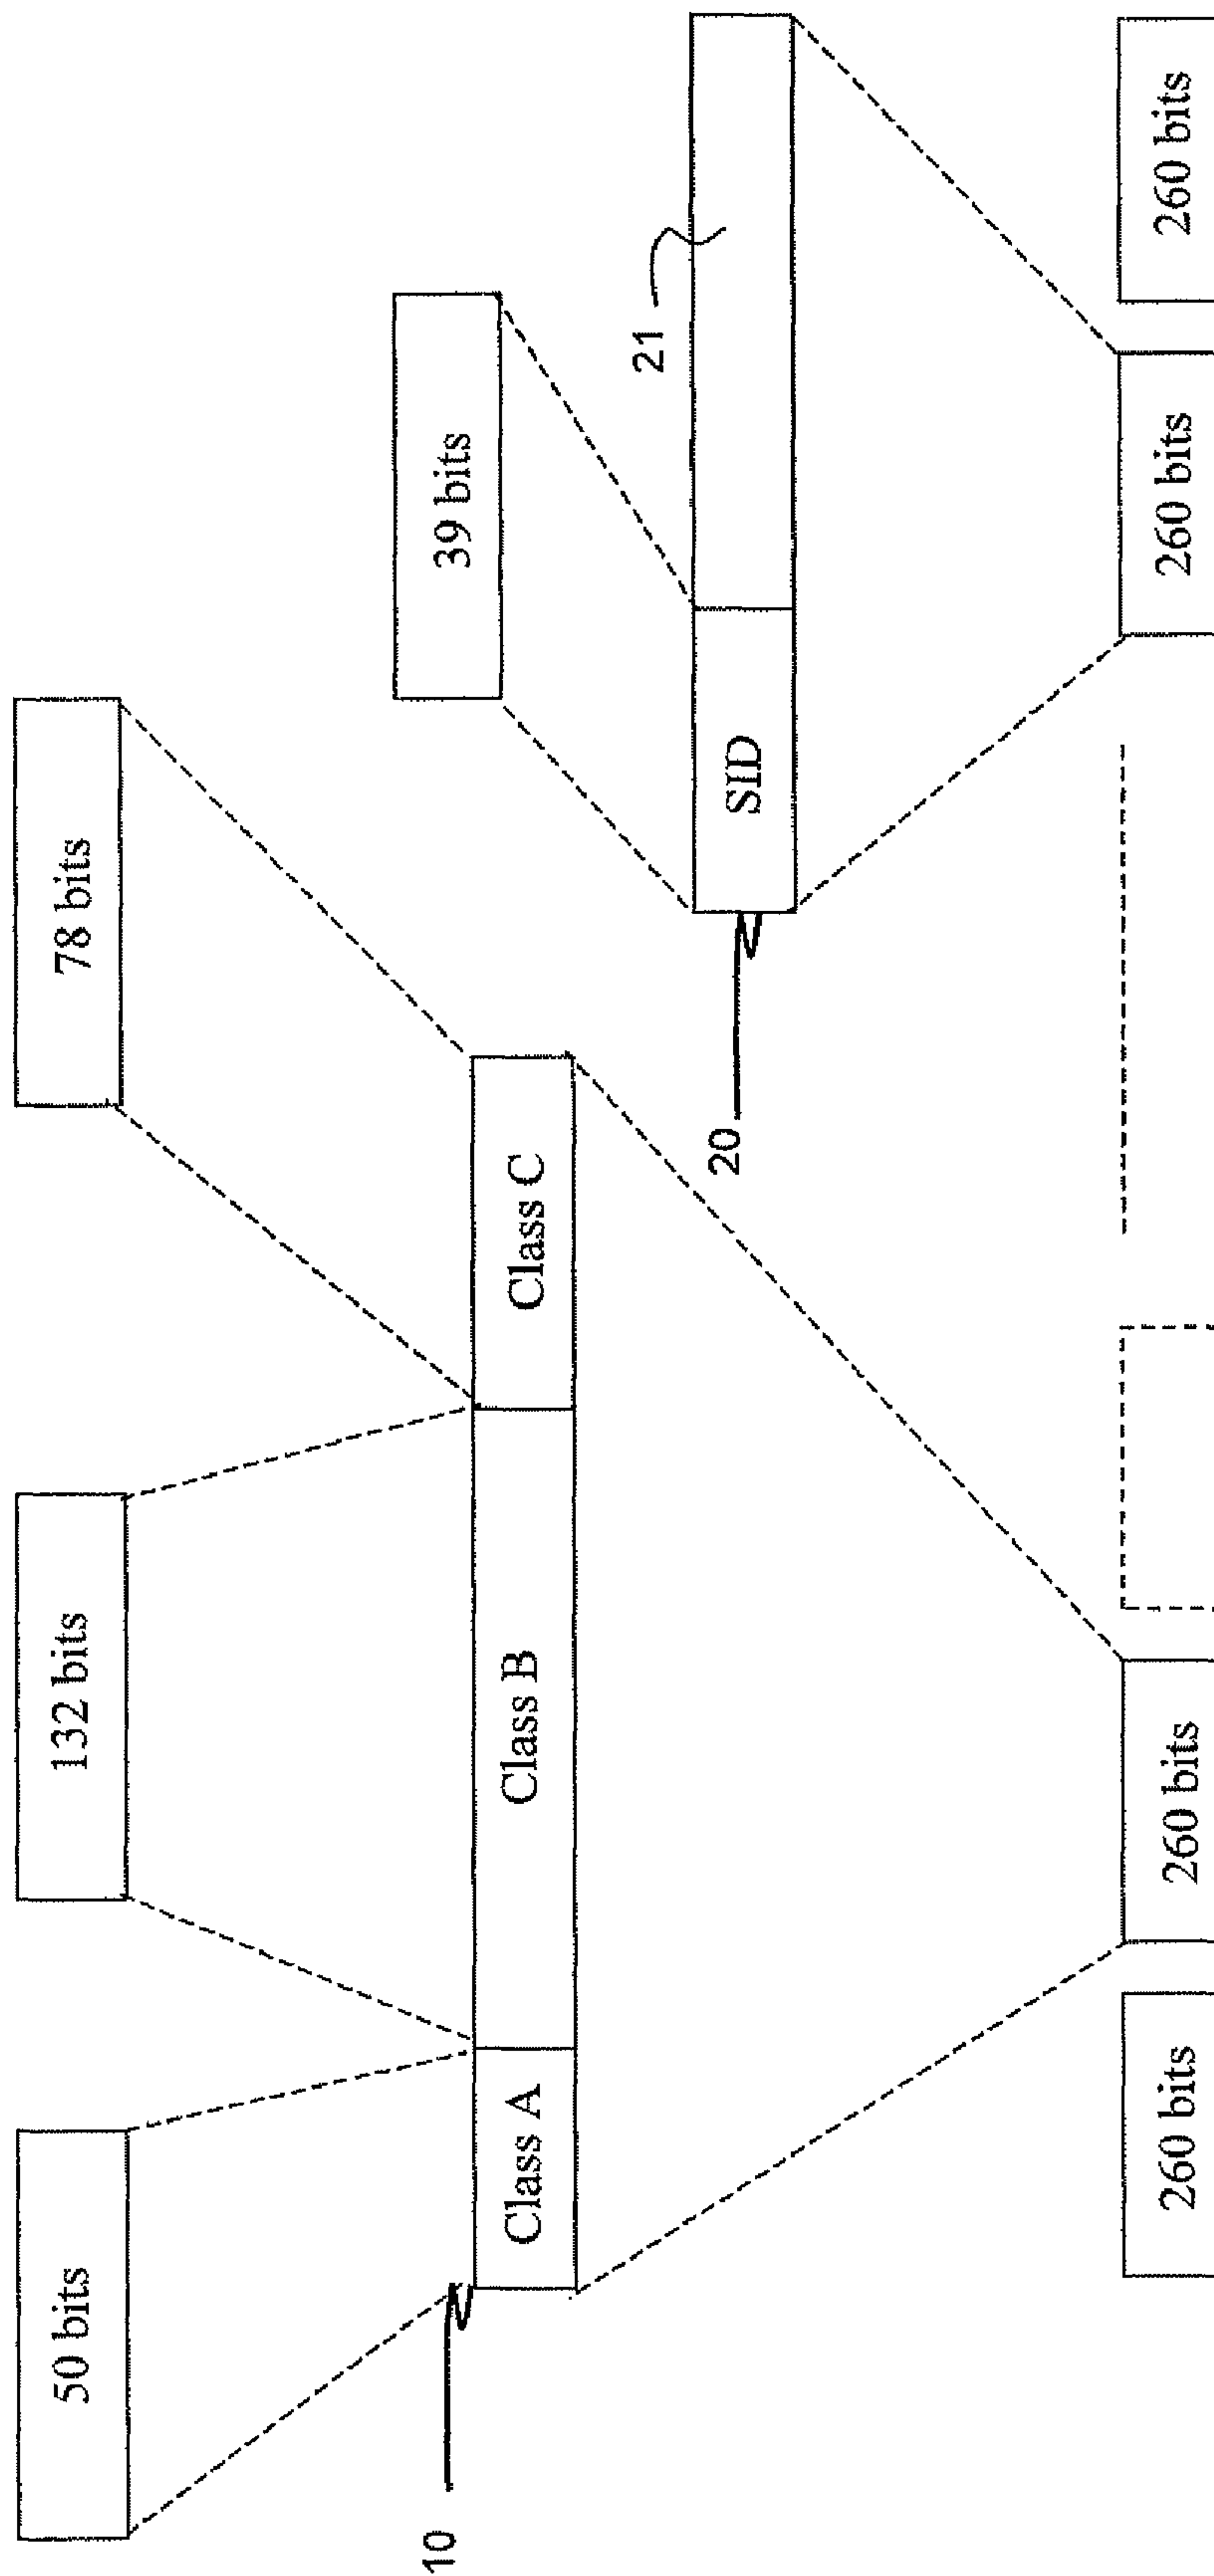 50 bits
132 bits
78 bits
39 bits
10
Class A
Class B
Class C
21
20
SID
260 bits
260 bits
260 bits
260 bits